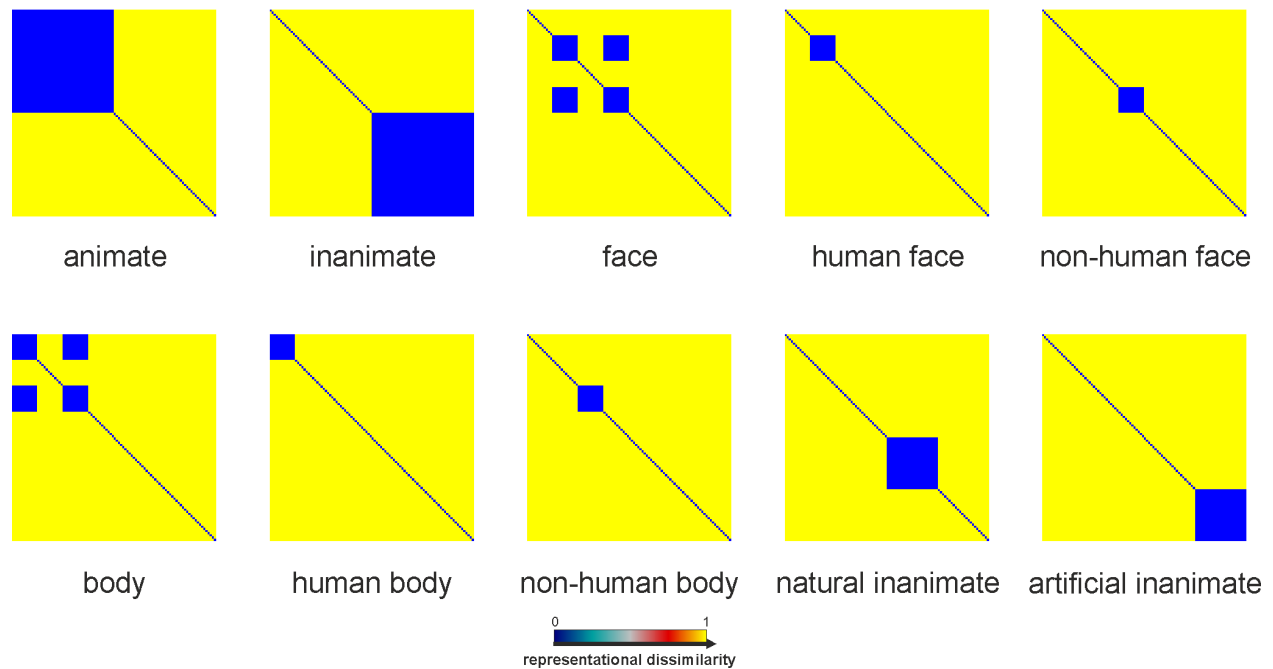 animate
inanimate
face
human face
non-human face
body
human body
non-human body
natural inanimate
artificial inanimate
0 1
representational dissimilarity